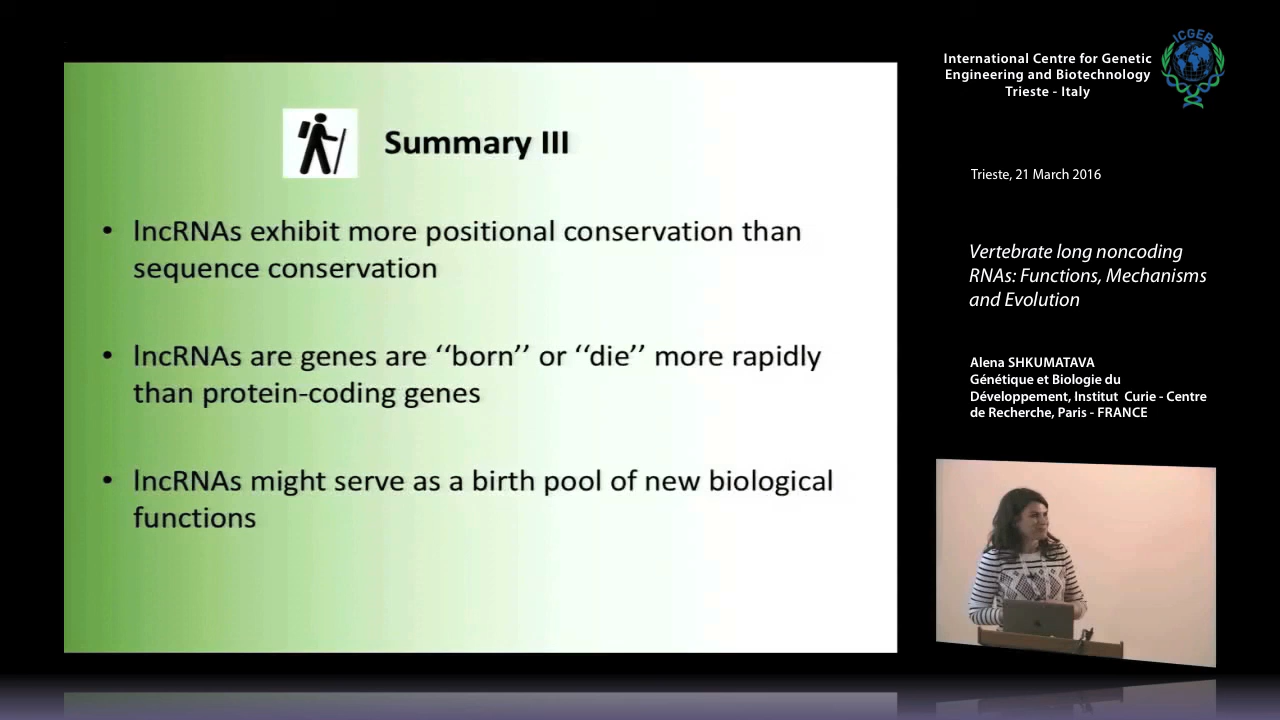 Summary III
• lncRNAs exhibit more positional conservation than
sequence conservation
• lncRNAs are genes are ‘‘born’’ or ‘‘die’’ more rapidly
than protein-coding genes
• lncRNAs might serve as a birth pool of new biological
functions
ICGEB
International Centre for Genetic
Engineering and Biotechnology
Trieste - Italy
Trieste, 21 March 2016
Vertebrate long noncoding
RNAs: Functions, Mechanisms
and Evolution
Alena SHKUMATAVA
Génétique et Biologie du
Développement, Institut Curie - Centre
de Recherche, Paris - FRANCE